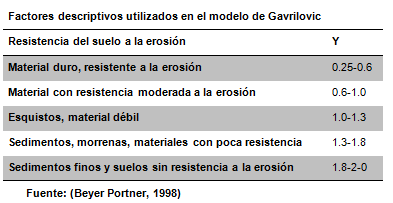 Factores descriptivos utilizados en el modelo de Gavrilovic
Resistencia del suelo a la erosión Y
Material duro, resistente a la erosión 0.25-0.6
Material con resistencia moderada a la erosión 0.6-1.0
Esquistos, material débil 1.0-1.3
Sedimentos, morrenas, materiales con poca resistencia 1.3-1.8
Sedimentos finos y suelos sin resistencia a la erosión 1.8-2-0
Fuente: (Beyer Portner, 1998)